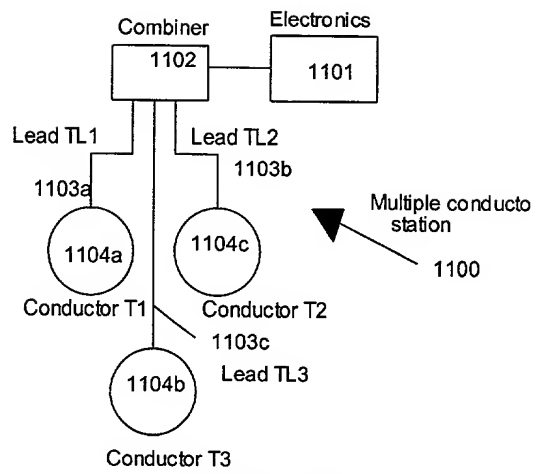 Combiner
Electronics
1102
1101
Lead TL1
Lead TL2
1103a
1103b
Multiple conducto
station
1104a
1104c
1100
Conductor T1
Conductor T2
1103c
1104b
Lead TL3
Conductor T3